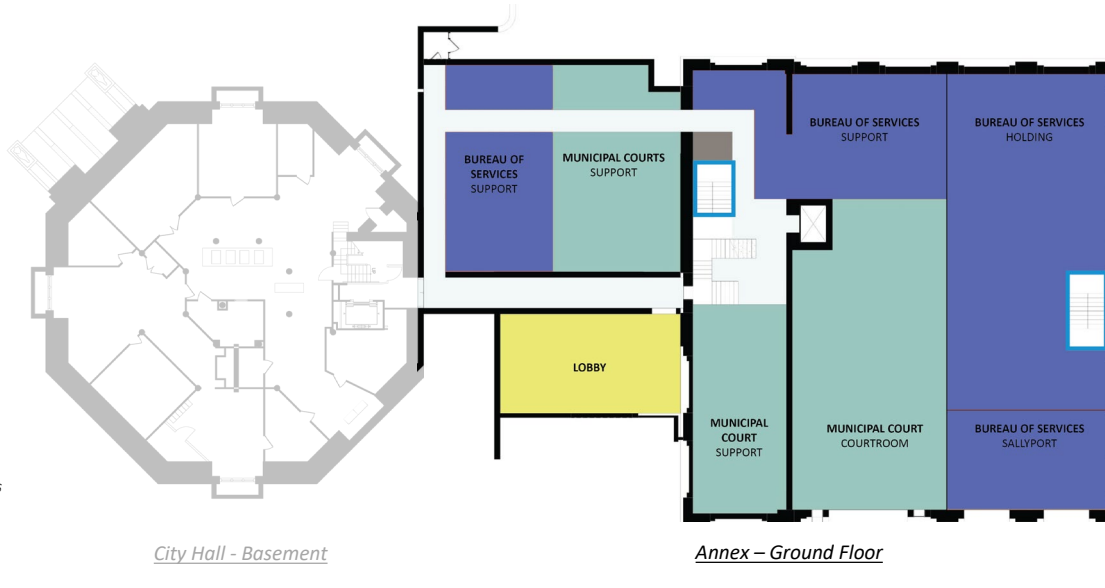 BUREAU OF SERVICES
SUPPORT
BUREAU OF SERVICES
HOLDING
BUREAU OF
SERVICES
SUPPORT
MUNICIPAL COURTS
SUPPORT
LOBBY
MUNICIPAL
COURT
SUPPORT
MUNICIPAL COURT
COURTROOM
BUREAU OF SERVICES
SALLYPORT
City Hall - Basement
Annex – Ground Floor